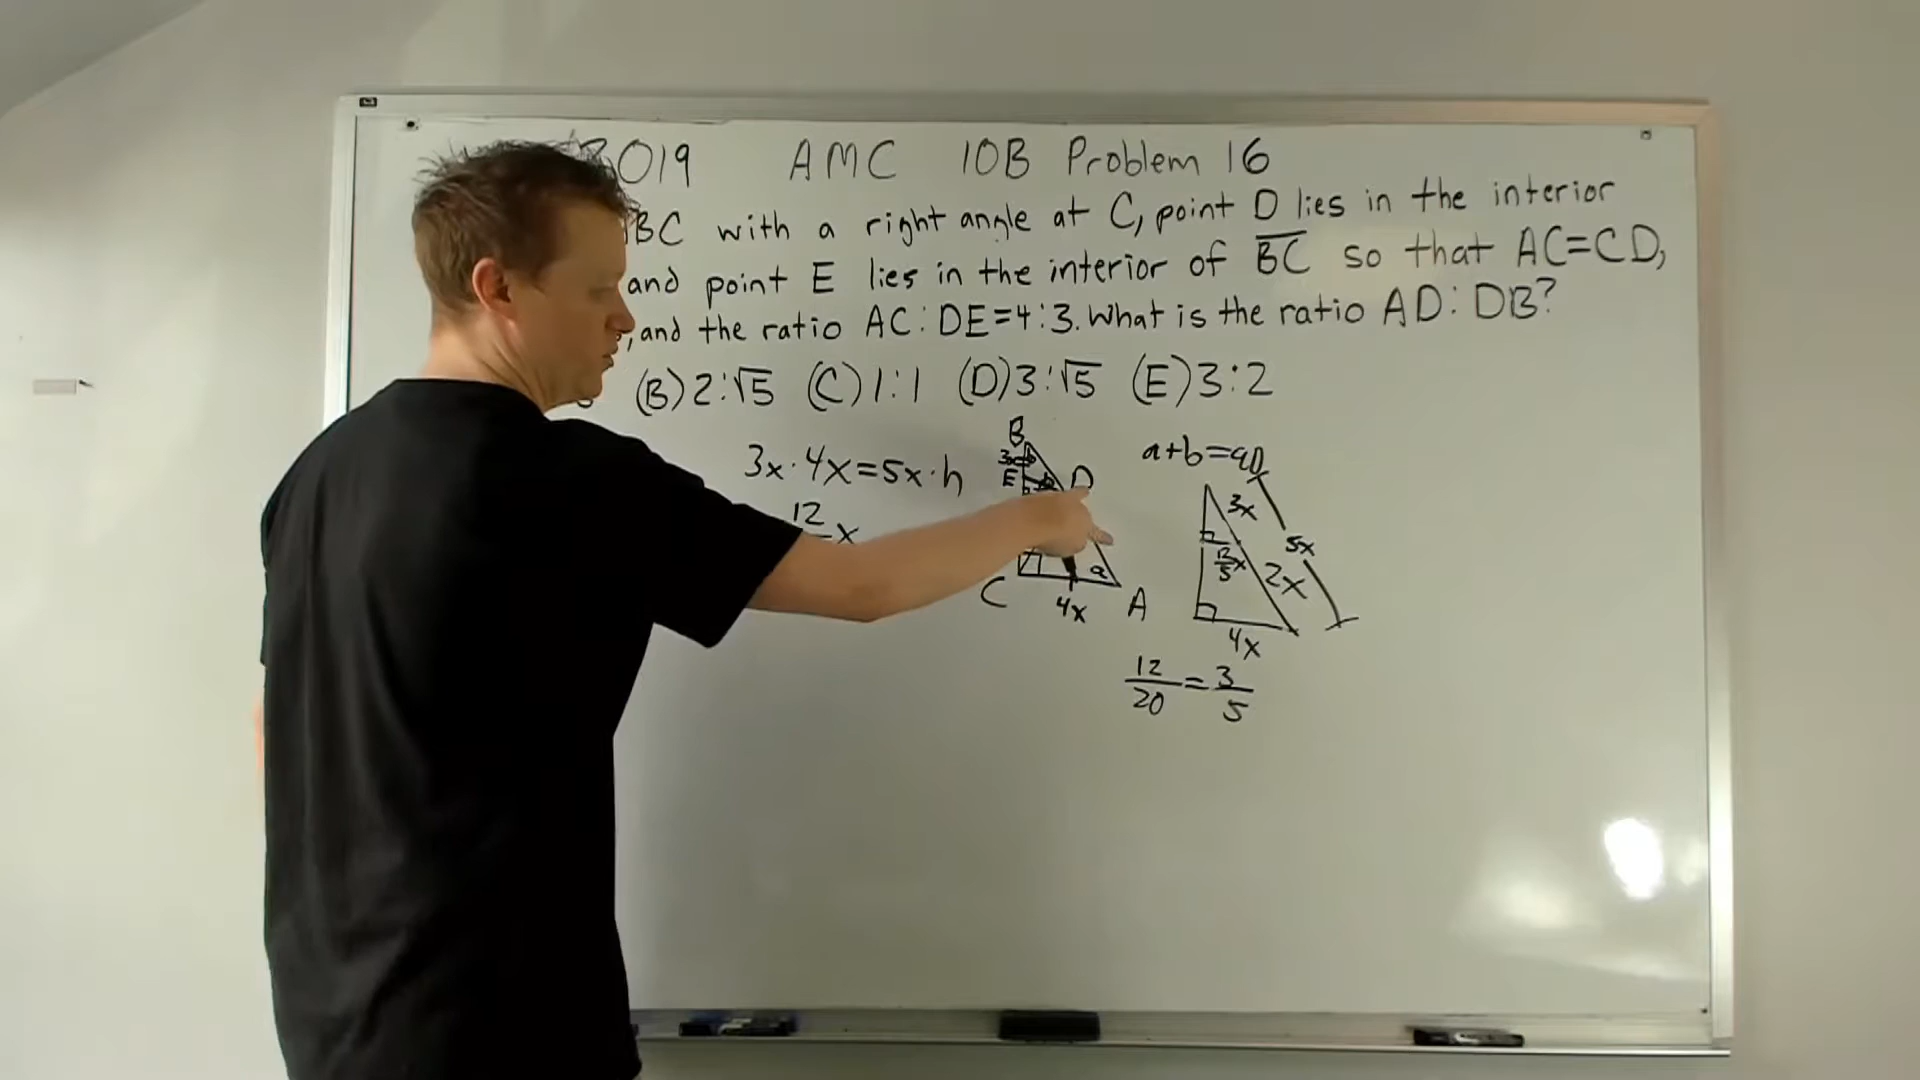 2019 AMC 10B Problem 16
BC with a right angle at C, point D lies in the interior
and point E lies in the interior of BC so that AC=CD,
,and the ratio AC:DE=4:3. What is the ratio AD:DB?
(B) 2:√5 (C) 1:1 (D) 3:√5 (E) 3:2
3x·4x=5x·h
12
x
B
3x
b
E
D
C
4x
a
A
a+b=90
3x
5x
12/5 x
2x
4x
12/20 = 3/5